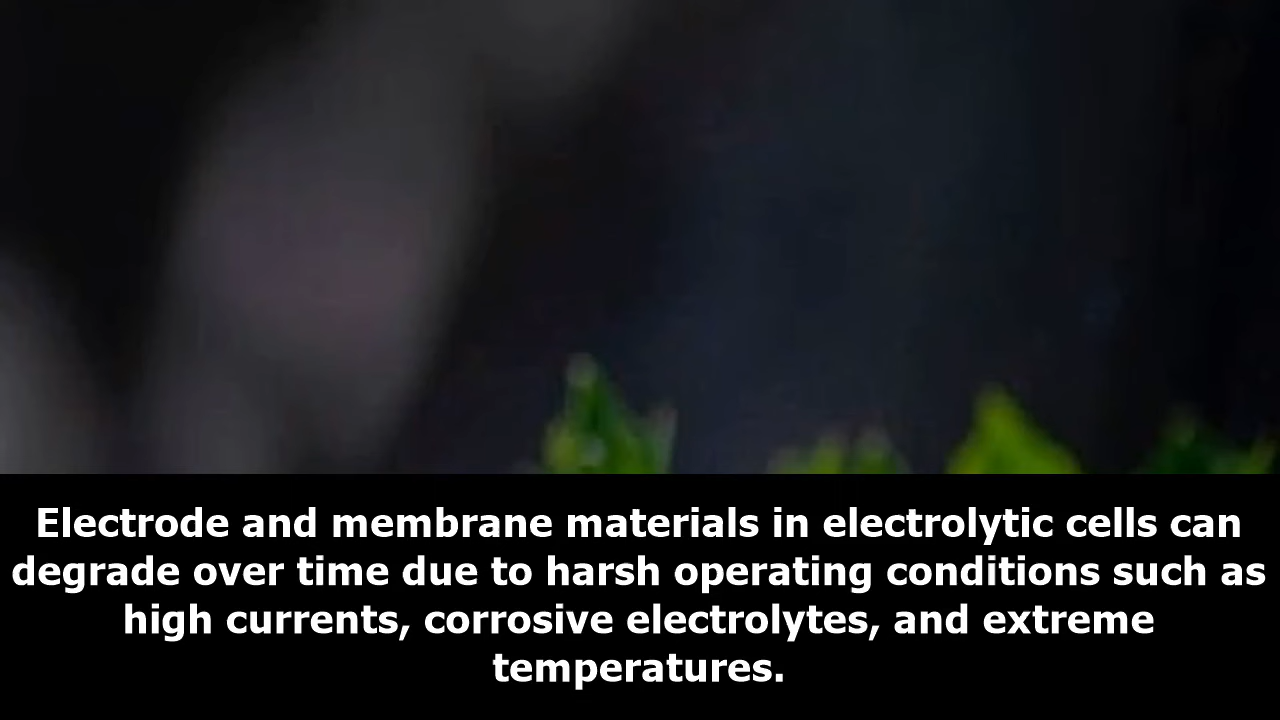 Electrode and membrane materials in electrolytic cells can
degrade over time due to harsh operating conditions such as
high currents, corrosive electrolytes, and extreme
temperatures.